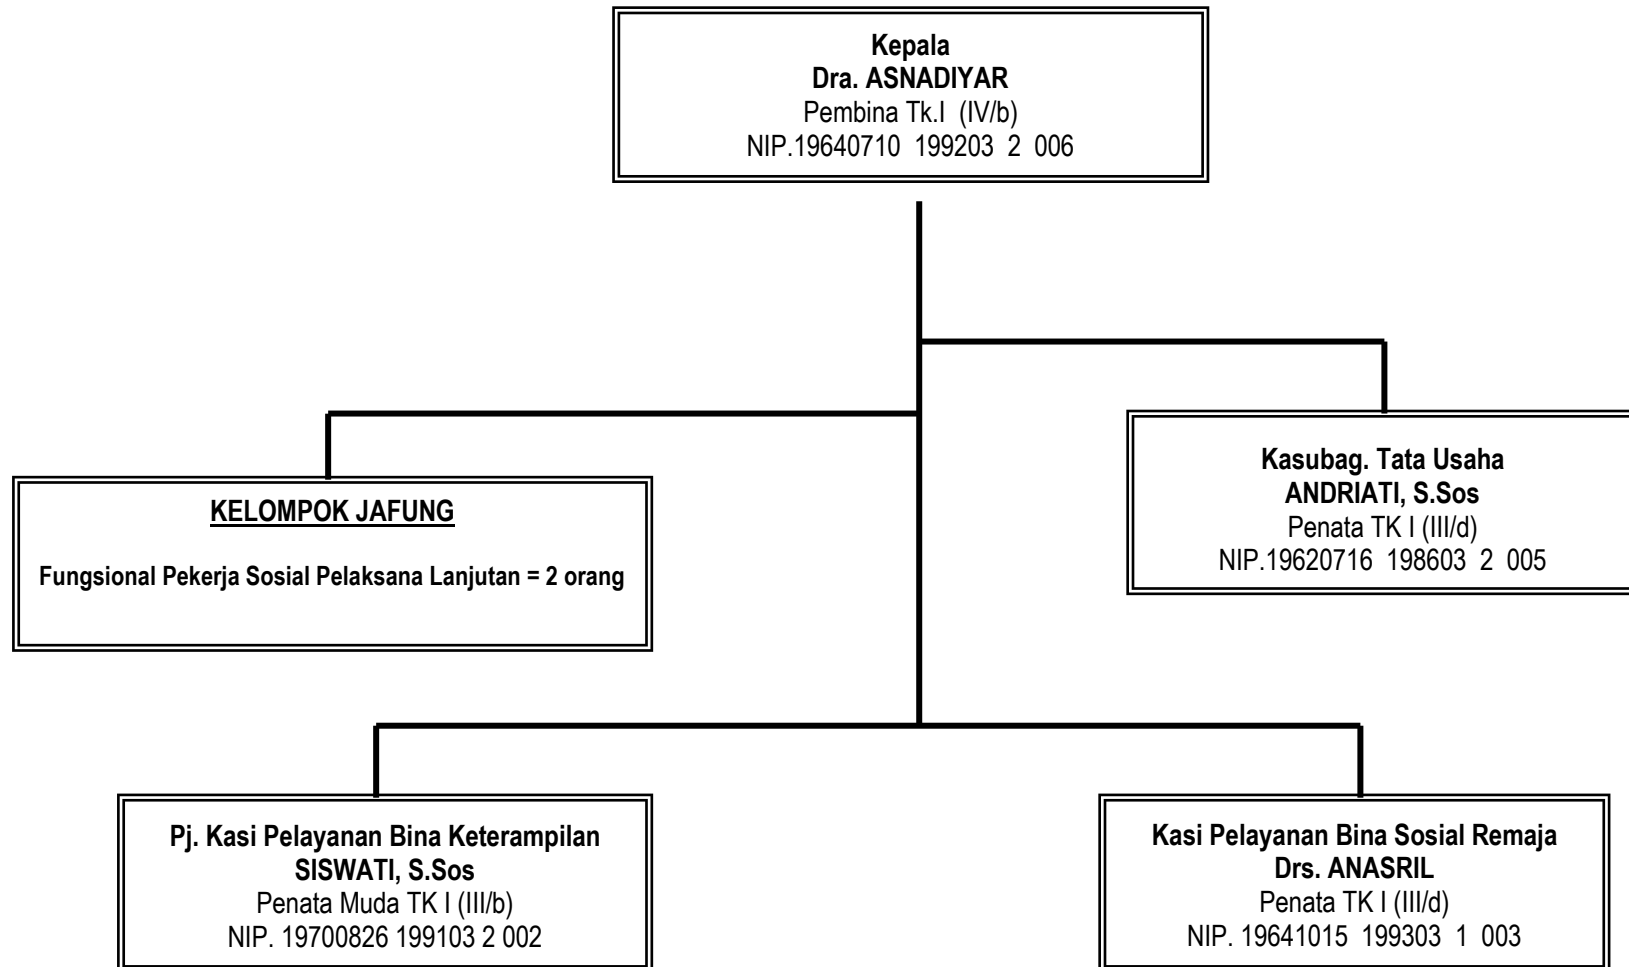 Kepala
Dra. ASNADIYAR
Pembina Tk.I (IV/b)
NIP.19640710 199203 2 006
Kasubag. Tata Usaha
ANDRIATI, S.Sos
Penata TK I (III/d)
NIP.19620716 198603 2 005
KELOMPOK JAFUNG
Fungsional Pekerja Sosial Pelaksana Lanjutan = 2 orang
Pj. Kasi Pelayanan Bina Keterampilan
SISWATI, S.Sos
Penata Muda TK I (III/b)
NIP. 19700826 199103 2 002
Kasi Pelayanan Bina Sosial Remaja
Drs. ANASRIL
Penata TK I (III/d)
NIP. 19641015 199303 1 003